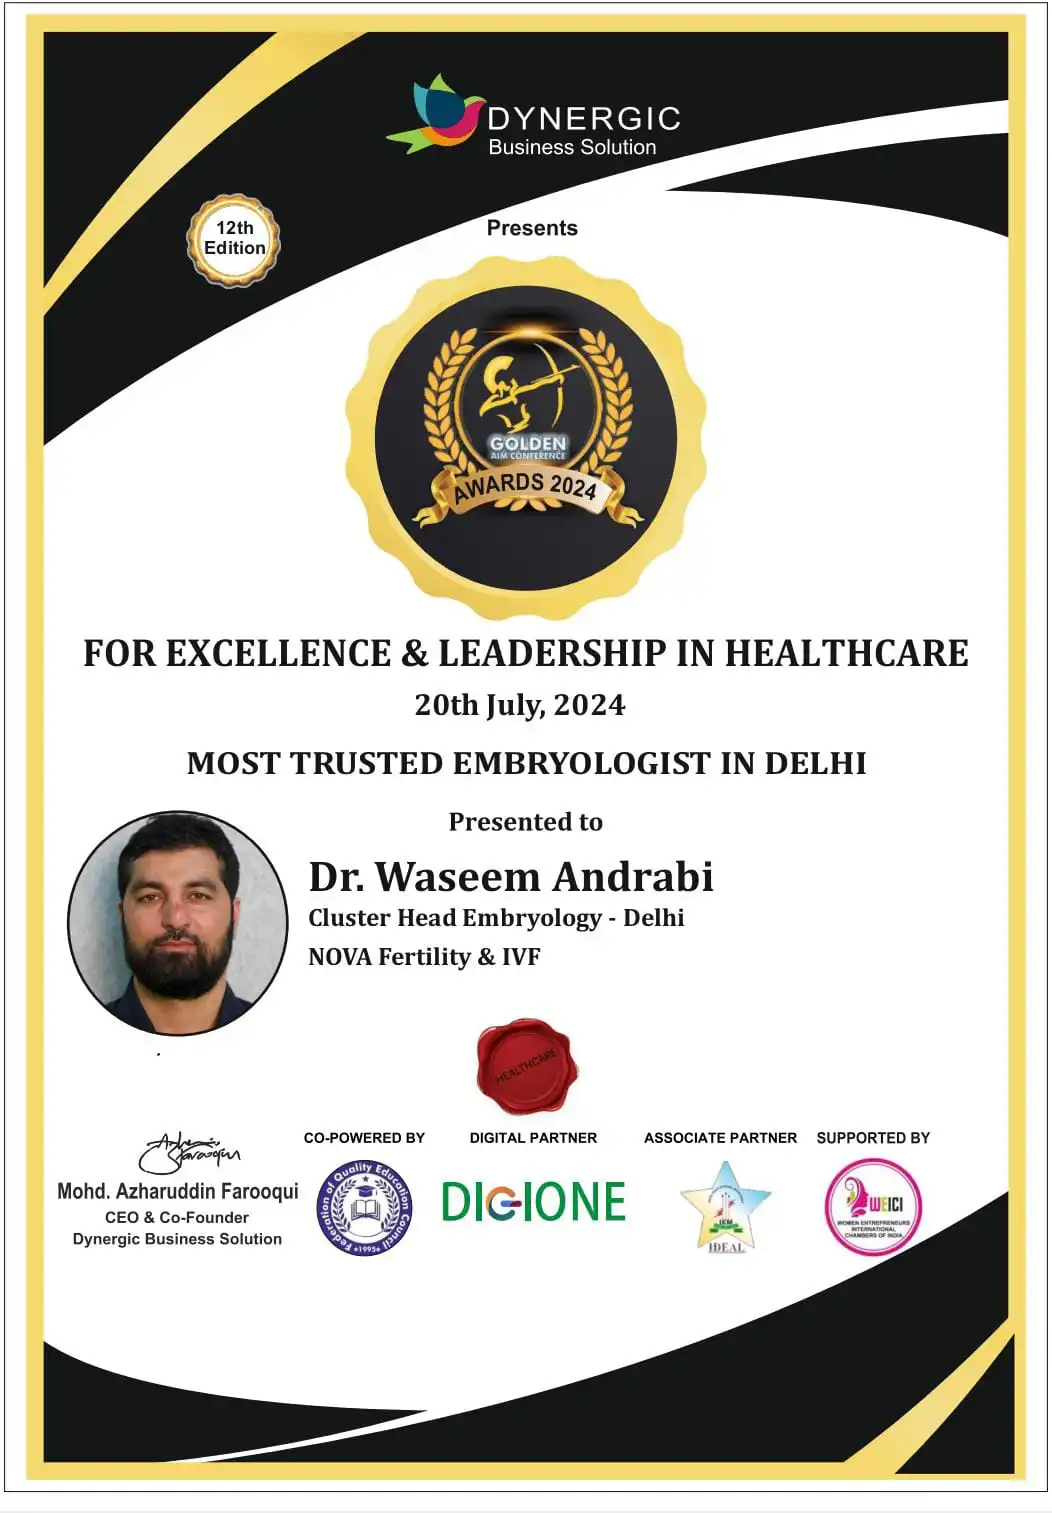 DYNERGIC
Business Solution
12th
Edition
Presents
GOLDEN
AIM CONFERENCE
AWARDS 2024
FOR EXCELLENCE & LEADERSHIP IN HEALTHCARE
20th July, 2024
MOST TRUSTED EMBRYOLOGIST IN DELHI
Presented to
Dr. Waseem Andrabi
Cluster Head Embryology - Delhi
NOVA Fertility & IVF
HEALTHCARE
Mohd. Azharuddin Farooqui
CEO & Co-Founder
Dynergic Business Solution
CO-POWERED BY
Federation of Quality Education Council
1995
DIGITAL PARTNER
DIGIONE
ASSOCIATE PARTNER
IEM
IDEAL
SUPPORTED BY
WEICI
WOMEN ENTREPRENEURS
INTERNATIONAL
CHAMBERS OF INDIA